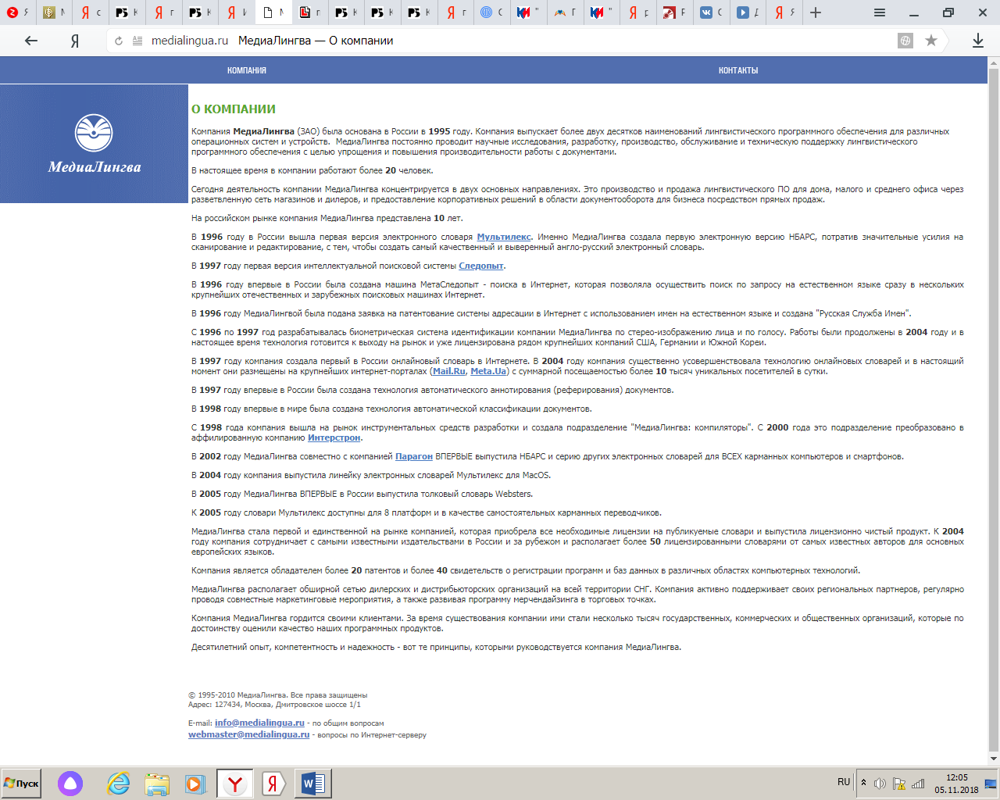 Я
М
с
К
г
К
И
М
п
К
К
К
г
С
"
Г
"
р
F
С
Д
Я
medialingua.ru МедиаЛингва — О компании
КОМПАНИЯ КОНТАКТЫ
МедиаЛингва
О КОМПАНИИ
Компания МедиаЛингва (ЗАО) была основана в России в 1995 году. Компания выпускает более двух десятков наименований лингвистического программного обеспечения для различных
операционных систем и устройств. МедиаЛингва постоянно проводит научные исследования, разработку, производство, обслуживание и техническую поддержку лингвистического
программного обеспечения с целью упрощения и повышения производительности работы с документами.
В настоящее время в компании работают более 20 человек.
Сегодня деятельность компании МедиаЛингва концентрируется в двух основных направлениях. Это производство и продажа лингвистического ПО для дома, малого и среднего офиса через
разветвленную сеть магазинов и дилеров, и предоставление корпоративных решений в области документооборота для бизнеса посредством прямых продаж.
На российском рынке компания МедиаЛингва представлена 10 лет.
В 1996 году в России вышла первая версия электронного словаря Мультилекс. Именно МедиаЛингва создала первую электронную версию НБАРС, потратив значительные усилия на
сканирование и редактирование, с тем, чтобы создать самый качественный и выверенный англо-русский электронный словарь.
В 1997 году первая версия интеллектуальной поисковой системы Следопыт.
В 1996 году впервые в России была создана машина МетаСледопыт - поиска в Интернет, которая позволяла осуществить поиск по запросу на естественном языке сразу в нескольких
крупнейших отечественных и зарубежных поисковых машинах Интернет.
В 1996 году МедиаЛингвой была подана заявка на патентование системы адресации в Интернет с использованием имен на естественном языке и создана "Русская Служба Имен".
С 1996 по 1997 год разрабатывалась биометрическая система идентификации компании МедиаЛингва по стерео-изображению лица и по голосу. Работы были продолжены в 2004 году и в
настоящее время технология готовится к выходу на рынок и уже лицензирована рядом крупнейших компаний США, Германии и Южной Кореи.
В 1997 году компания создала первый в России онлайновый словарь в Интернете. В 2004 году компания существенно усовершенствовала технологию онлайновых словарей и в настоящий
момент они размещены на крупнейших интернет-порталах (Mail.Ru, Meta.Ua) с суммарной посещаемостью более 10 тысяч уникальных посетителей в сутки.
В 1997 году впервые в России была создана технология автоматического аннотирования (реферирования) документов.
В 1998 году впервые в мире была создана технология автоматической классификации документов.
С 1998 года компания вышла на рынок инструментальных средств разработки и создала подразделение "МедиаЛингва: компиляторы". С 2000 года это подразделение преобразовано в
аффилированную компанию Интерстрон.
В 2002 году МедиаЛингва совместно с компанией Парагон ВПЕРВЫЕ выпустила НБАРС и серию других электронных словарей для ВСЕХ карманных компьютеров и смартфонов.
В 2004 году компания выпустила линейку электронных словарей Мультилекс для MacOS.
В 2005 году МедиаЛингва ВПЕРВЫЕ в России выпустила толковый словарь Websters.
К 2005 году словари Мультилекс доступны для 8 платформ и в качестве самостоятельных карманных переводчиков.
МедиаЛингва стала первой и единственной на рынке компанией, которая приобрела все необходимые лицензии на публикуемые словари и выпустила лицензионно чистый продукт. К 2004
году компания сотрудничает с самыми известными издательствами в России и за рубежом и располагает более 50 лицензированными словарями от самых известных авторов для основных
европейских языков.
Компания является обладателем более 20 патентов и более 40 свидетельств о регистрации программ и баз данных в различных областях компьютерных технологий.
МедиаЛингва располагает обширной сетью дилерских и дистрибьюторских организаций на всей территории СНГ. Компания активно поддерживает своих региональных партнеров, регулярно
проводя совместные маркетинговые мероприятия, а также развивая программу мерчендайзинга в торговых точках.
Компания МедиаЛингва гордится своими клиентами. За время существования компании ими стали несколько тысяч государственных, коммерческих и общественных организаций, которые по
достоинству оценили качество наших программных продуктов.
Десятилетний опыт, компетентность и надежность - вот те принципы, которыми руководствуется компания МедиаЛингва.
© 1995-2010 МедиаЛингва. Все права защищены
Адрес: 127434, Москва, Дмитровское шоссе 1/1
E-mail: info@medialingua.ru - по общим вопросам
webmaster@medialingua.ru - вопросы по Интернет-серверу
Пуск
RU
12:05
05.11.2018